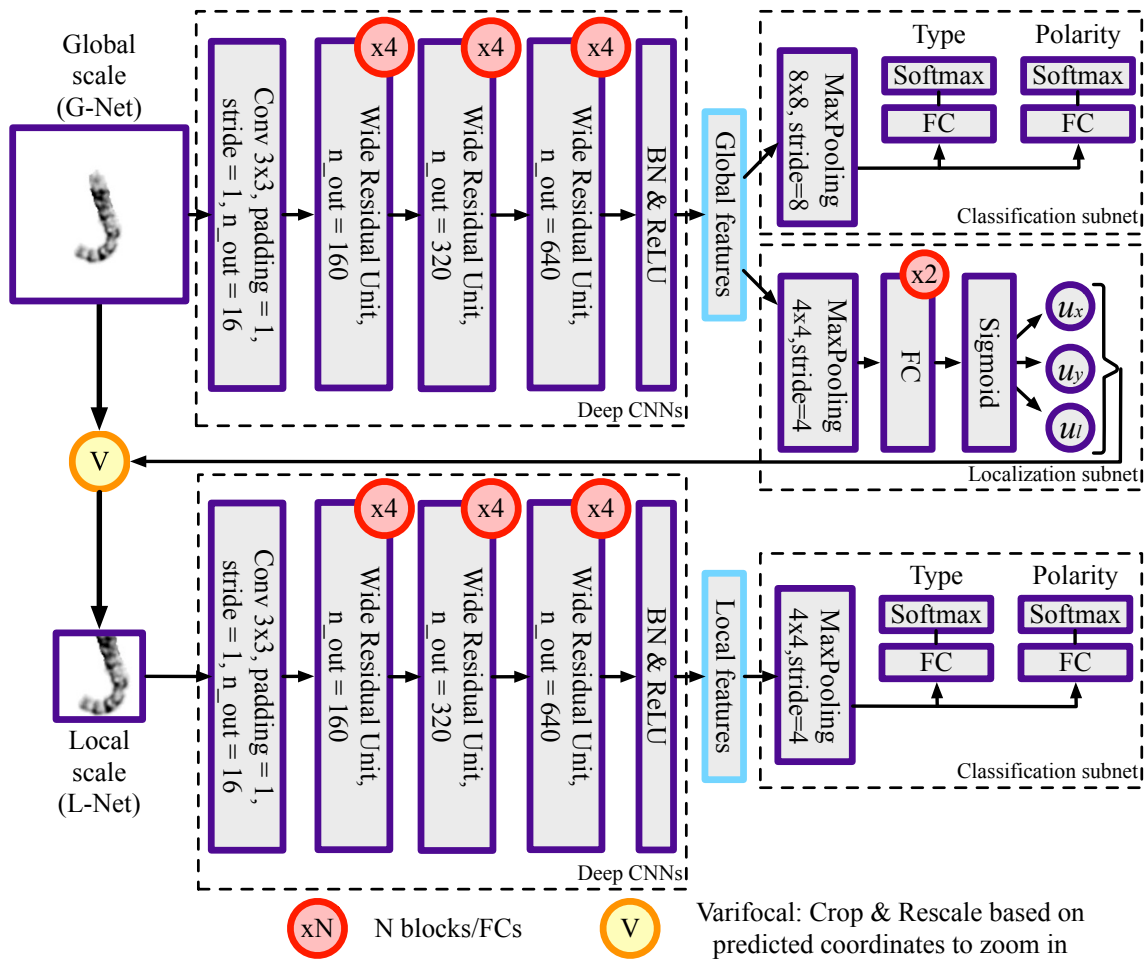 Global
scale
(G-Net)
Conv 3x3, padding = 1,
stride = 1, n_out = 16
x4
Wide Residual Unit,
n_out = 160
x4
Wide Residual Unit,
n_out = 320
x4
Wide Residual Unit,
n_out = 640
BN & ReLU
Deep CNNs
Global features
MaxPooling
8x8, stride=8
Type
Softmax
FC
Polarity
Softmax
FC
Classification subnet
MaxPooling
4x4,stride=4
x2
FC
Sigmoid
ux
uy
ul
Localization subnet
V
Local
scale
(L-Net)
Conv 3x3, padding = 1,
stride = 1, n_out = 16
x4
Wide Residual Unit,
n_out = 160
x4
Wide Residual Unit,
n_out = 320
x4
Wide Residual Unit,
n_out = 640
BN & ReLU
Deep CNNs
Local features
MaxPooling
4x4,stride=4
Type
Softmax
FC
Polarity
Softmax
FC
Classification subnet
xN
N blocks/FCs
V
Varifocal: Crop & Rescale based on
predicted coordinates to zoom in